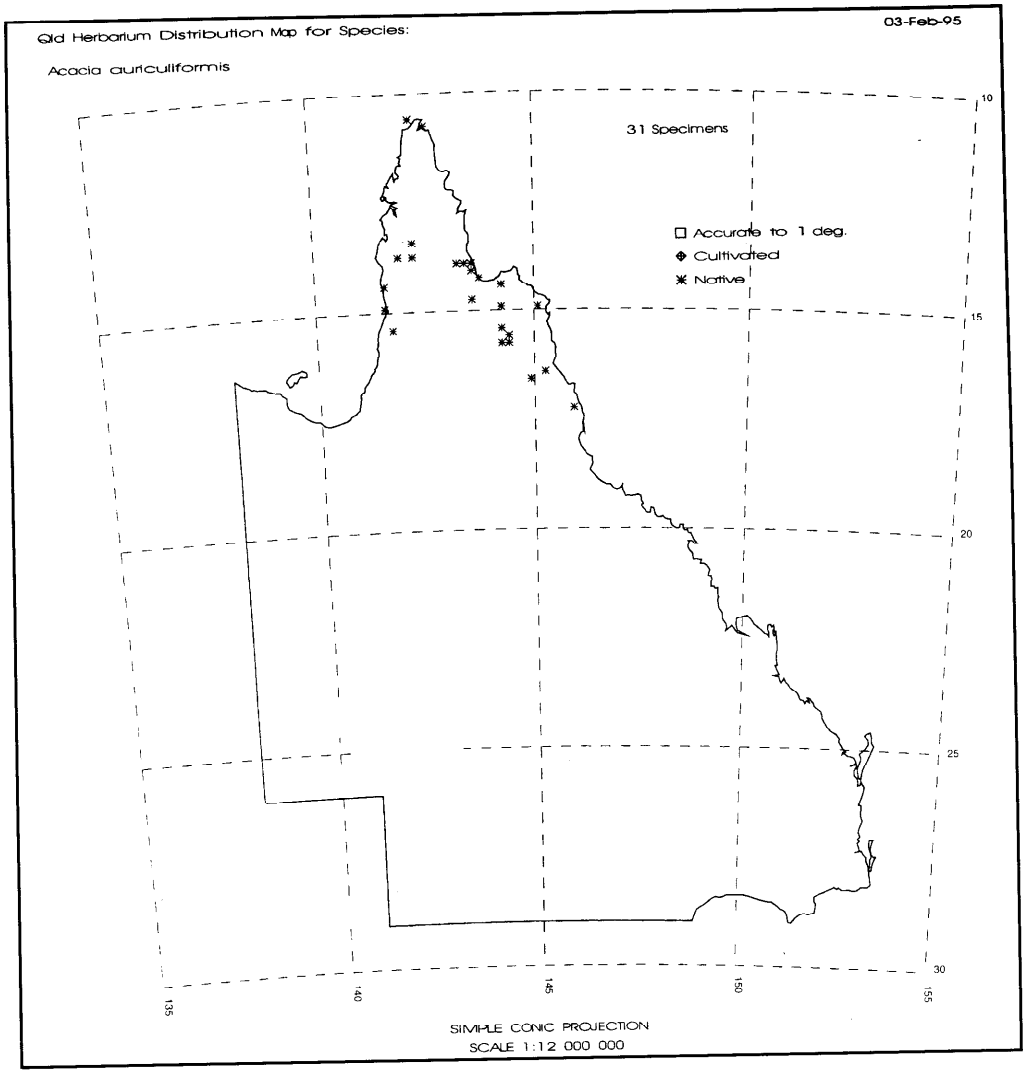 Qld Herbarium Distribution Map for Species:
03-Feb-95
Acacia auriculiformis
10
31 Specimens
Accurate to 1 deg.
Cultivated
Native
15
20
25
30
135
140
145
150
155
SIMPLE CONIC PROJECTION
SCALE 1:12 000 000